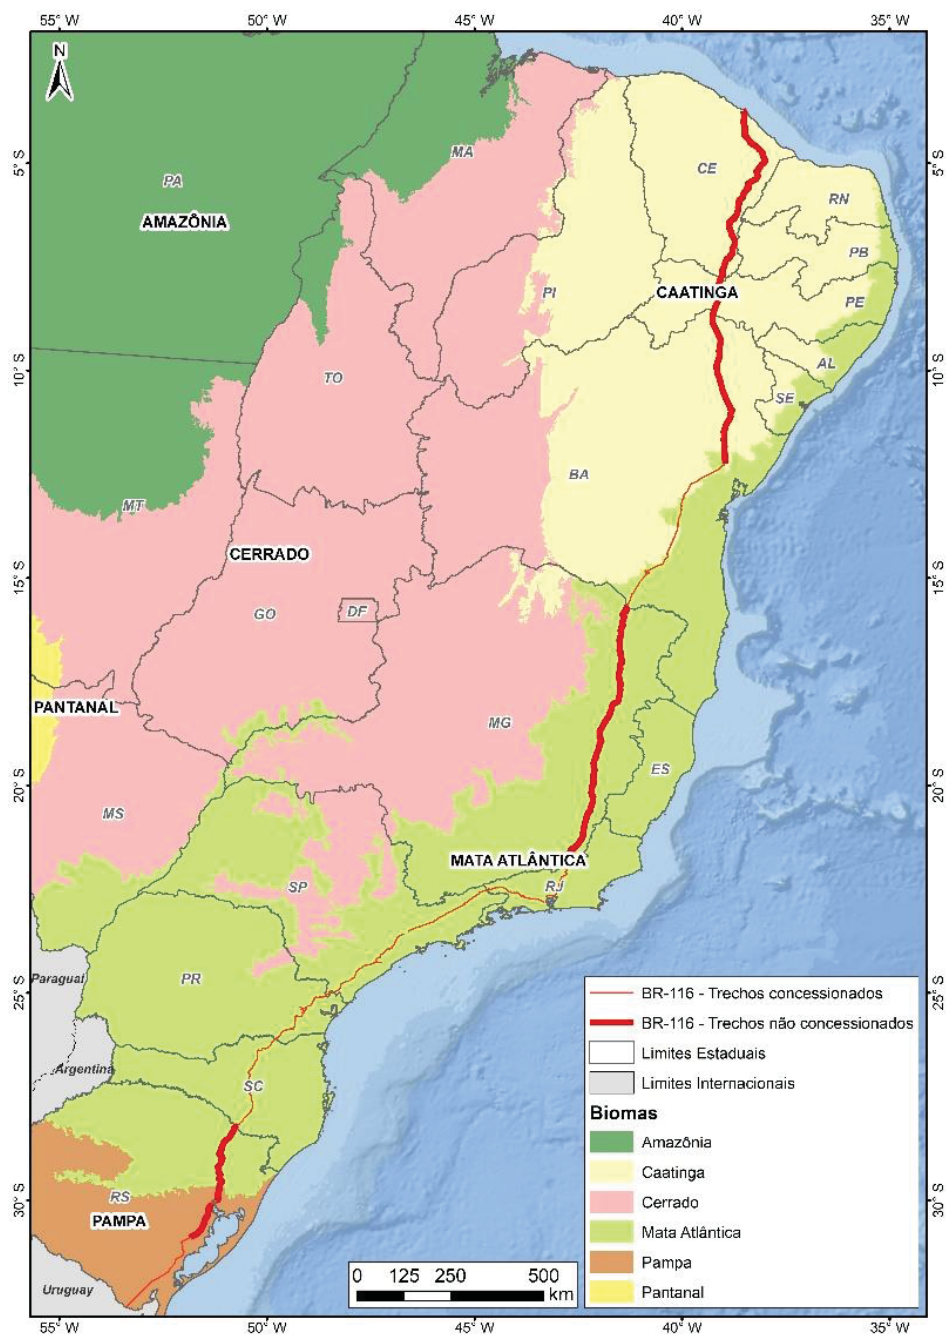 55° W 50° W 45° W 40° W 35° W
N
5° S 5° S
10° S 10° S
15° S 15° S
20° S 20° S
25° S 25° S
30° S 30° S
PA
AMAZÔNIA
MA
CE
RN
PB
PI
CAATINGA
PE
TO
AL
SE
BA
MT
CERRADO
GO
DF
PANTANAL
MG
ES
MS
MATA ATLÂNTICA
SP
RJ
Paraguai
PR
Argentina
SC
RS
PAMPA
Uruguay
BR-116 - Trechos concessionados
BR-116 - Trechos não concessionados
Limites Estaduais
Limites Internacionais
Biomas
Amazônia
Caatinga
Cerrado
Mata Atlântica
Pampa
Pantanal
0 125 250 500
km
55° W 50° W 45° W 40° W 35° W